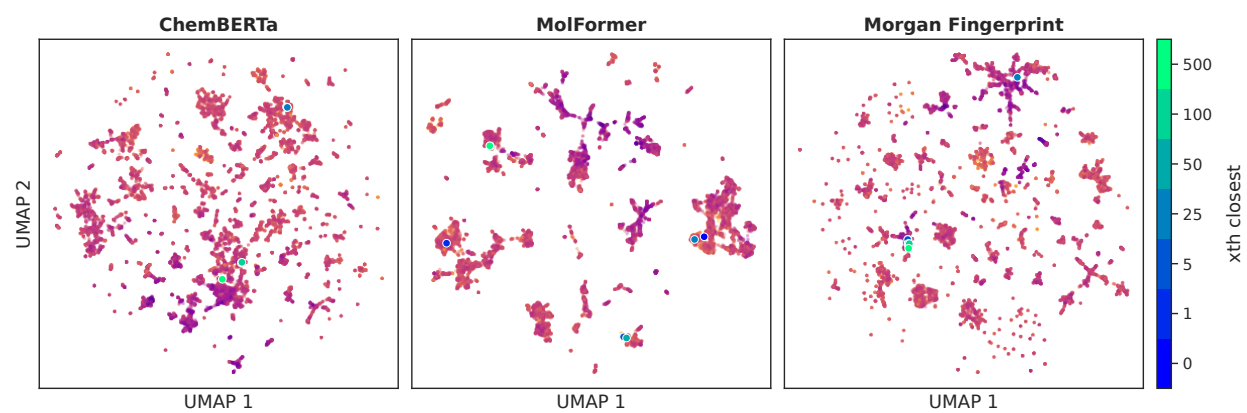 ChemBERTa
MolFormer
Morgan Fingerprint
UMAP 2
UMAP 1
UMAP 1
UMAP 1
500
100
50
25
5
1
0
xth closest